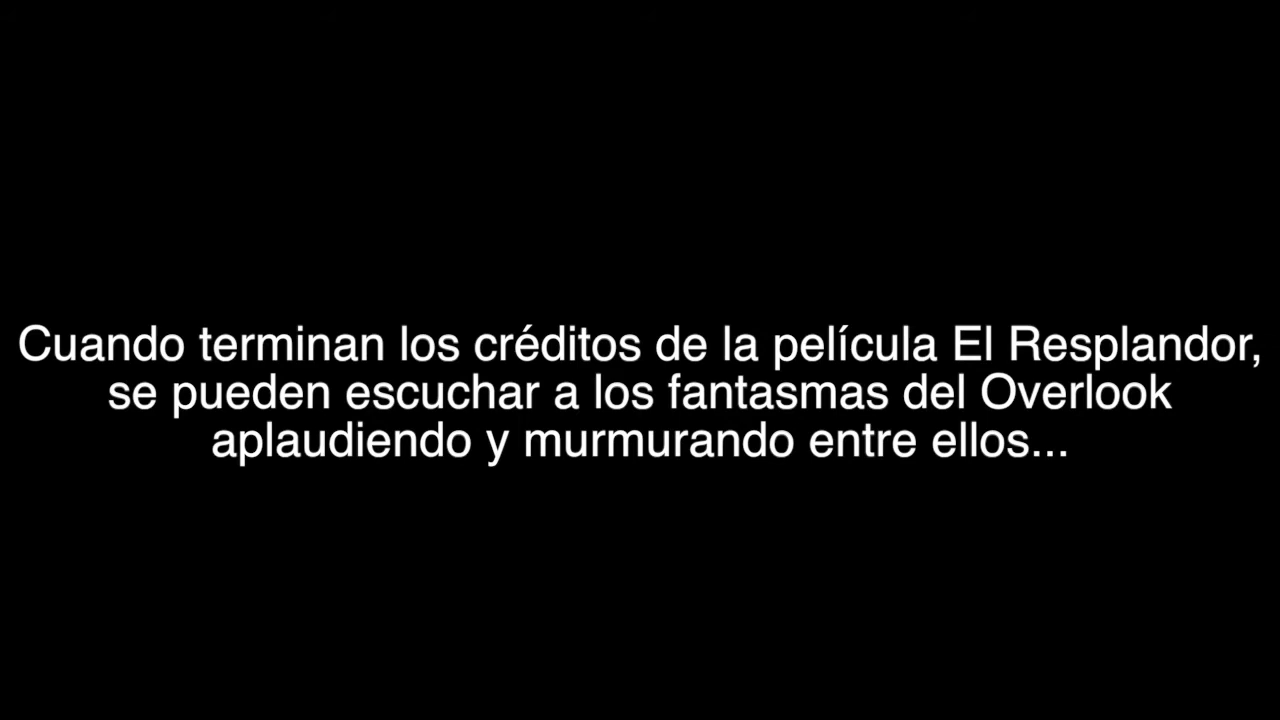 Cuando terminan los créditos de la película El Resplandor,
se pueden escuchar a los fantasmas del Overlook
aplaudiendo y murmurando entre ellos...